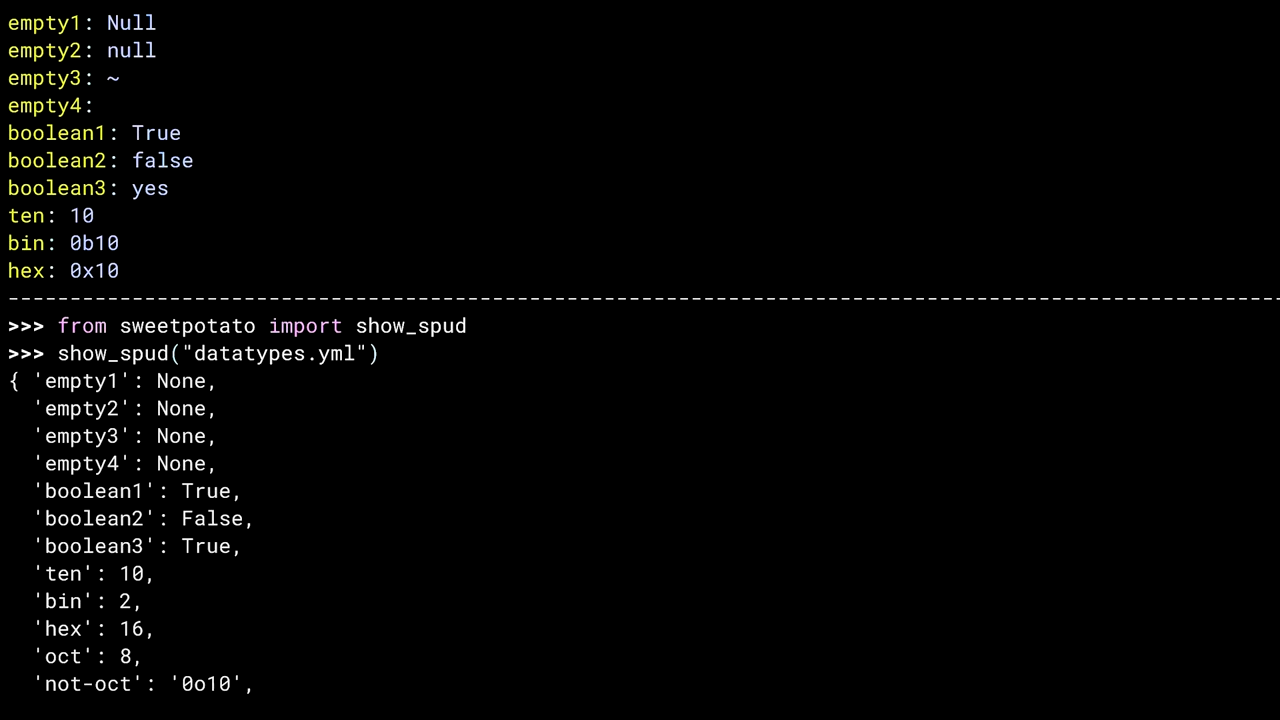 empty1: Null
empty2: null
empty3: ~
empty4:
boolean1: True
boolean2: false
boolean3: yes
ten: 10
bin: 0b10
hex: 0x10
--------------------------------------------------------------------------------------------------------
>>> from sweetpotato import show_spud
>>> show_spud("datatypes.yml")
{ 'empty1': None,
  'empty2': None,
  'empty3': None,
  'empty4': None,
  'boolean1': True,
  'boolean2': False,
  'boolean3': True,
  'ten': 10,
  'bin': 2,
  'hex': 16,
  'oct': 8,
  'not-oct': '0o10',